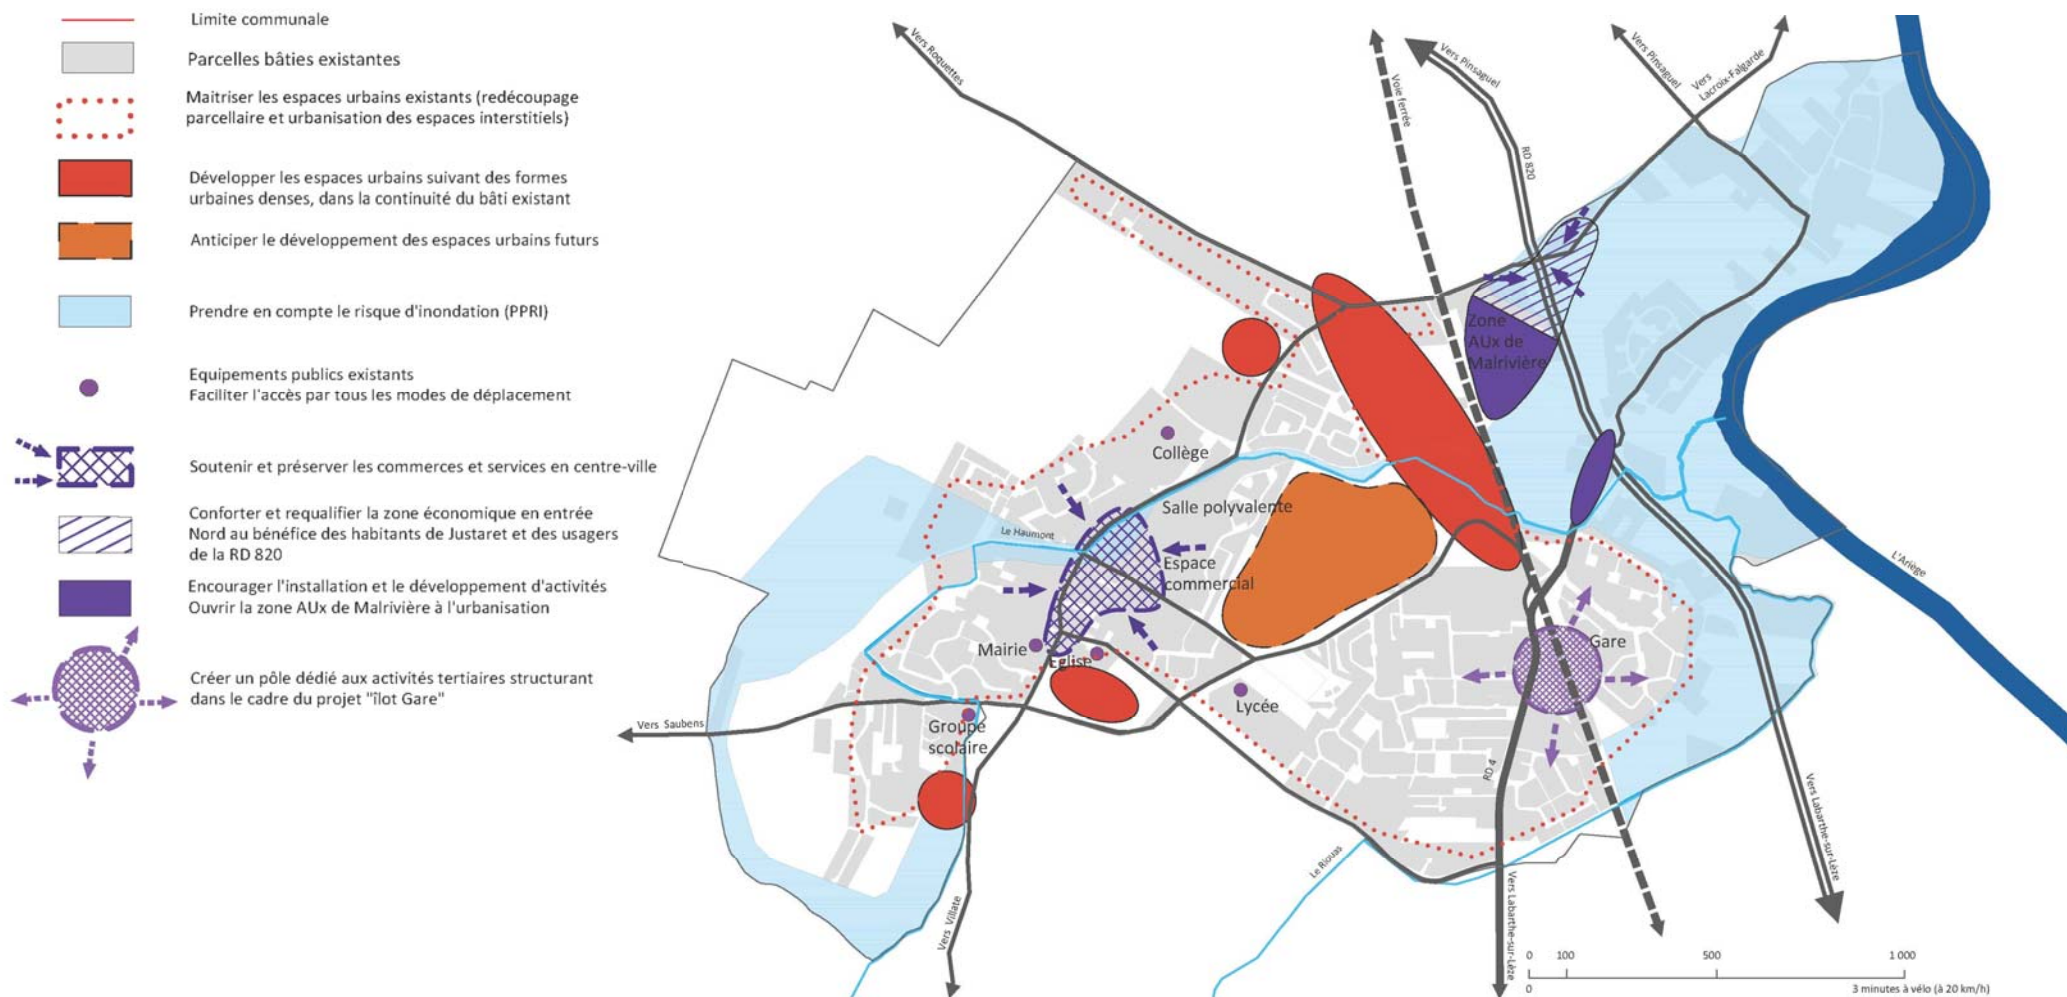 Limite communale
Parcelles bâties existantes
Maitriser les espaces urbains existants (redécoupage
parcellaire et urbanisation des espaces interstitiels)
Développer les espaces urbains suivant des formes
urbaines denses, dans la continuité du bâti existant
Anticiper le développement des espaces urbains futurs
Prendre en compte le risque d'inondation (PPRI)
Equipements publics existants
Faciliter l'accès par tous les modes de déplacement
Soutenir et préserver les commerces et services en centre-ville
Conforter et requalifier la zone économique en entrée
Nord au bénéfice des habitants de Justaret et des usagers
de la RD 820
Encourager l'installation et le développement d'activités
Ouvrir la zone AUx de Malrivière à l'urbanisation
Créer un pôle dédié aux activités tertiaires structurant
dans le cadre du projet "îlot Gare"
Vers Roquettes
Voie ferrée
Vers Pinsaguel
RD 820
Vers Pinsaguel
Vers
Lacroix-Falgarde
Zone
AUx de
Malrivière
Collège
Salle polyvalente
Le Haumont
Espace
commercial
L'Ariège
Mairie
Eglise
Gare
Lycée
Vers Saubens
Groupe
scolaire
RD 4
Vers Labarthe-sur-Lèze
Le Riouas
Vers Villate
Vers Labarthe-sur-Lèze
0 100 500 1 000
0 3 minutes à vélo (à 20 km/h)